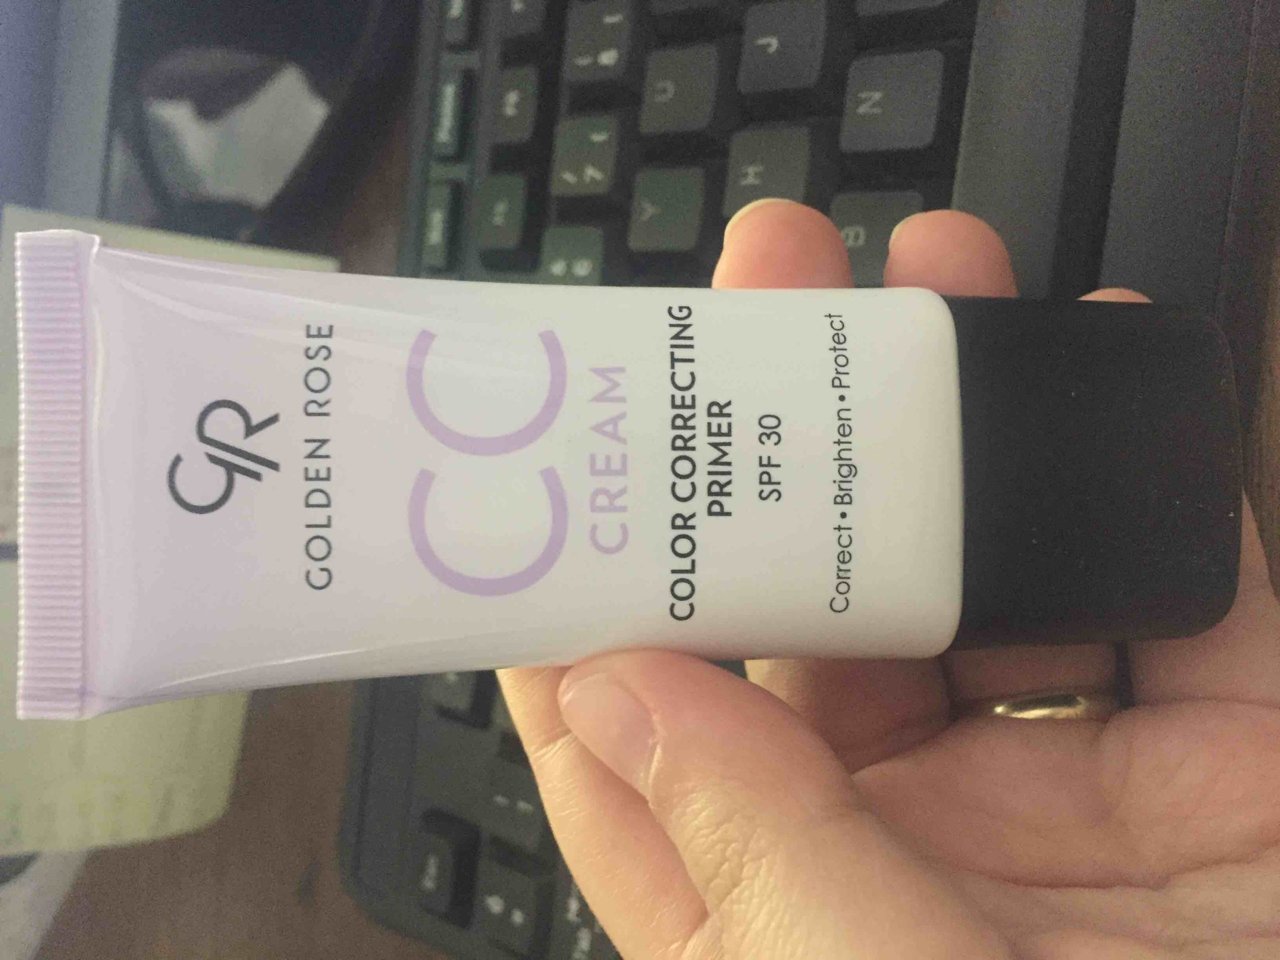 GR
GOLDEN ROSE
CC
CREAM
COLOR CORRECTING
PRIMER
SPF 30
Correct • Brighten • Protect
U
J
Y
H
N
B